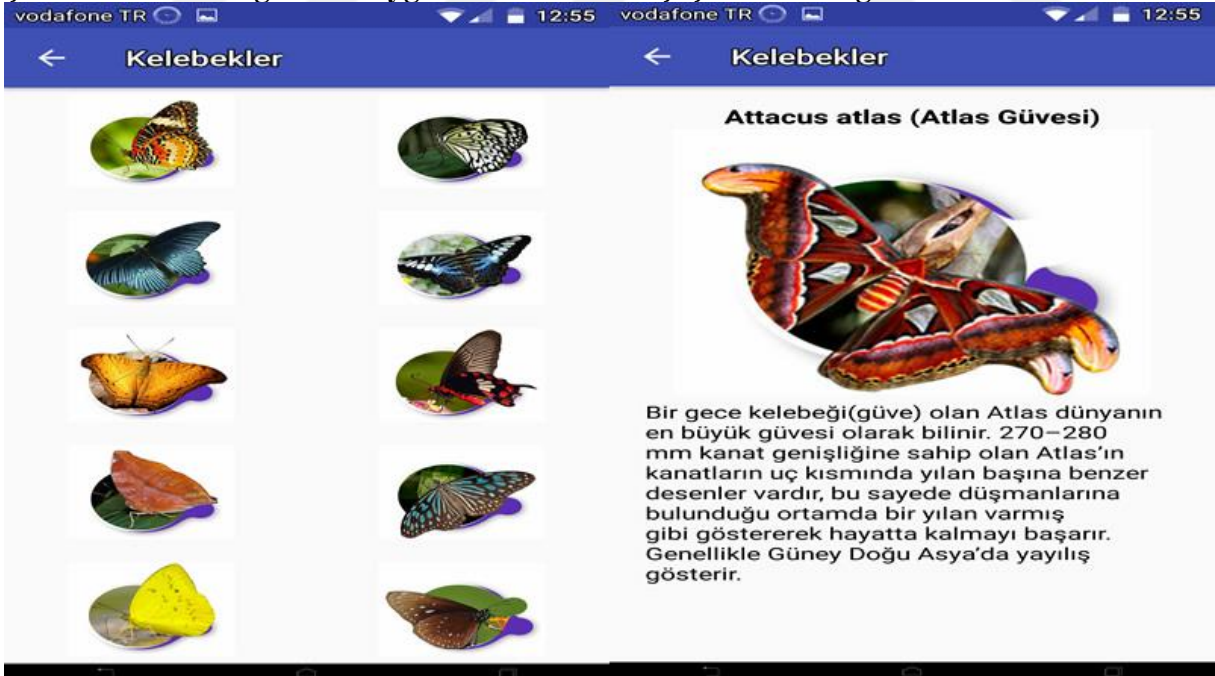 vodafone TR 12:55
Kelebekler
vodafone TR 12:55
Kelebekler
Attacus atlas (Atlas Güvesi)
Bir gece kelebeği(güve) olan Atlas dünyanın
en büyük güvesi olarak bilinir. 270–280
mm kanat genişliğine sahip olan Atlas’ın
kanatların uç kısmında yılan başına benzer
desenler vardır, bu sayede düşmanlarına
bulunduğu ortamda bir yılan varmış
gibi göstererek hayatta kalmayı başarır.
Genellikle Güney Doğu Asya’da yayılış
gösterir.